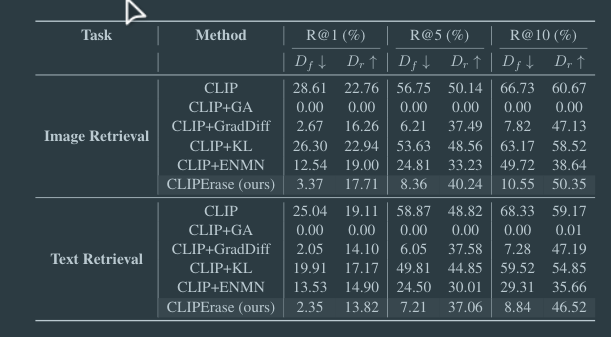 Task Method R@1 (%) R@5 (%) R@10 (%)
D_f ↓ D_r ↑ D_f ↓ D_r ↑ D_f ↓ D_r ↑
CLIP 28.61 22.76 56.75 50.14 66.73 60.67
CLIP+GA 0.00 0.00 0.00 0.00 0.00 0.00
Image Retrieval CLIP+GradDiff 2.67 16.26 6.21 37.49 7.82 47.13
CLIP+KL 26.30 22.94 53.63 48.56 63.17 58.52
CLIP+ENMN 12.54 19.00 24.81 33.23 49.72 38.64
CLIPErase (ours) 3.37 17.71 8.36 40.24 10.55 50.35
CLIP 25.04 19.11 58.87 48.82 68.33 59.17
CLIP+GA 0.00 0.00 0.00 0.00 0.00 0.01
Text Retrieval CLIP+GradDiff 2.05 14.10 6.05 37.58 7.28 47.19
CLIP+KL 19.91 17.17 49.81 44.85 59.52 54.85
CLIP+ENMN 13.53 14.90 24.50 30.01 29.31 35.66
CLIPErase (ours) 2.35 13.82 7.21 37.06 8.84 46.52